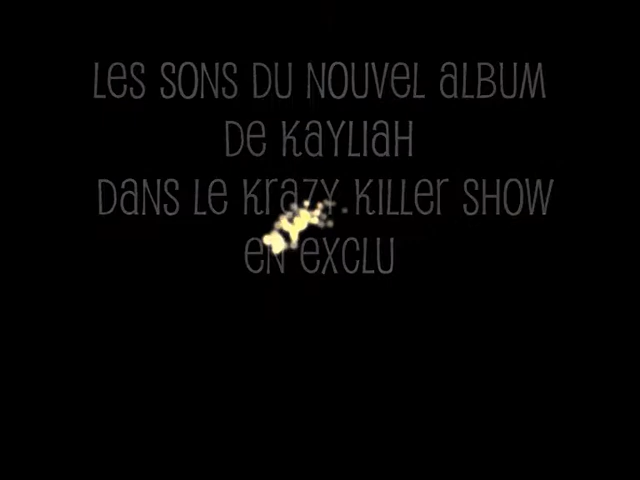 Les sons du nouvel album
de Kayliah
dans le krazy killer show
en exclu